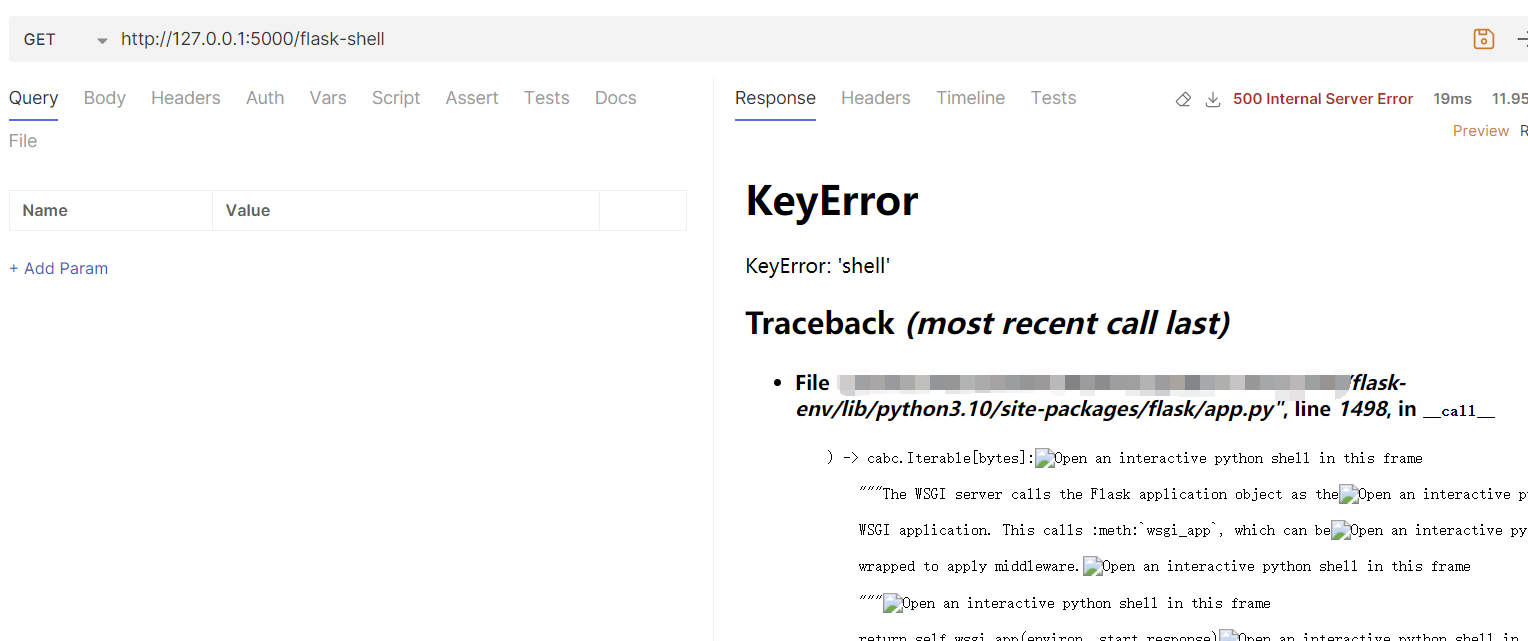 GET http://127.0.0.1:5000/flask-shell
Query Body Headers Auth Vars Script Assert Tests Docs
File
Name Value
+ Add Param
Response Headers Timeline Tests 500 Internal Server Error 19ms 11.95
Preview R
KeyError
KeyError: 'shell'
Traceback (most recent call last)
• File /flask-
env/lib/python3.10/site-packages/flask/app.py", line 1498, in __call__
) -> cabc.Iterable[bytes]:Open an interactive python shell in this frame
"""The WSGI server calls the Flask application object as theOpen an interactive p
WSGI application. This calls :meth:`wsgi_app`, which can beOpen an interactive py
wrapped to apply middleware.Open an interactive python shell in this frame
"""Open an interactive python shell in this frame
return self.wsgi_app(environ, start_response)Open an interactive python shell in